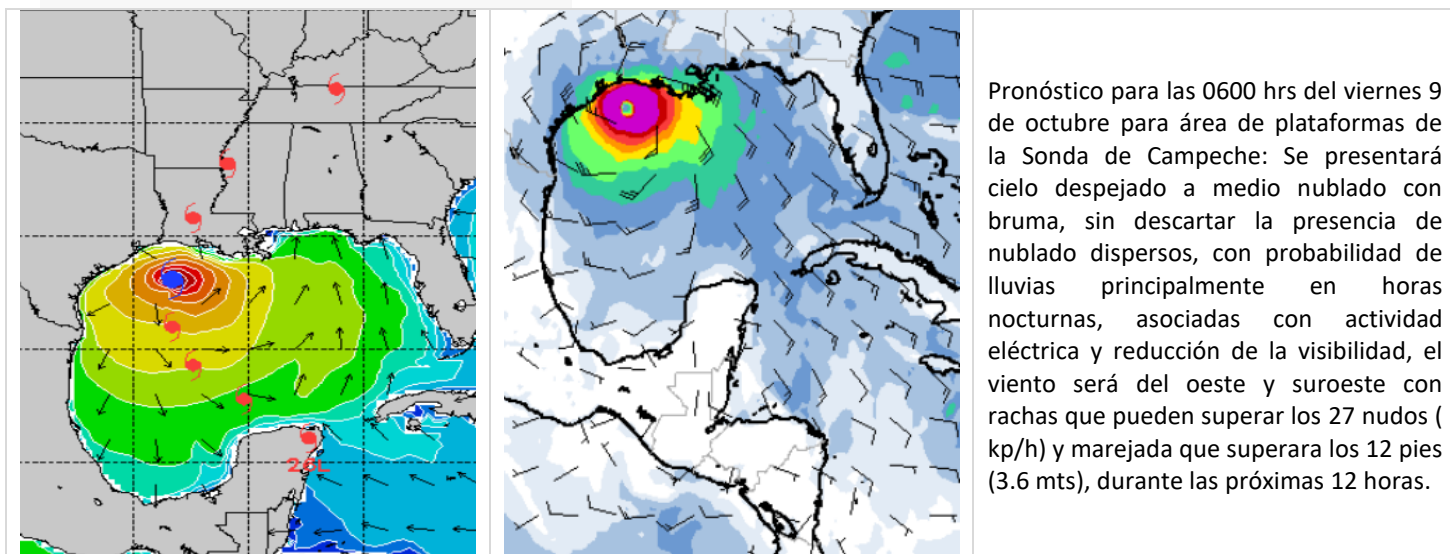 26L
Pronóstico para las 0600 hrs del viernes 9
de octubre para área de plataformas de
la Sonda de Campeche: Se presentará
cielo despejado a medio nublado con
bruma, sin descartar la presencia de
nublado dispersos, con probabilidad de
lluvias principalmente en horas
nocturnas, asociadas con actividad
eléctrica y reducción de la visibilidad, el
viento será del oeste y suroeste con
rachas que pueden superar los 27 nudos (
kp/h) y marejada que superara los 12 pies
(3.6 mts), durante las próximas 12 horas.